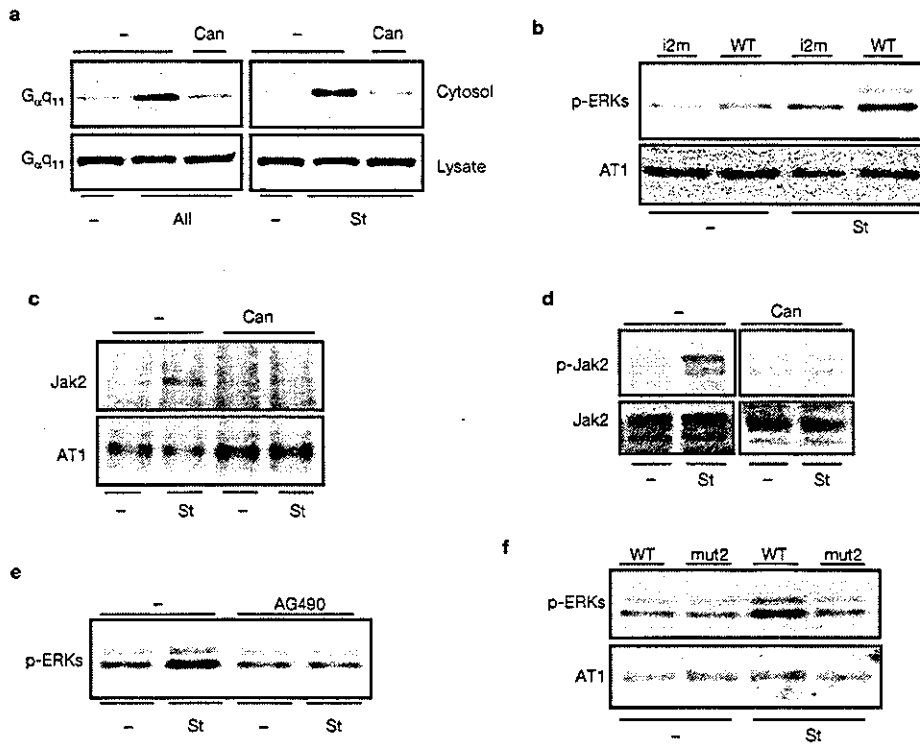 a
– Can – Can
GαQ11 Cytosol
GαQ11 Lysate
– All – St
b
i2m WT i2m WT
p-ERKs
AT1
– St
c
– Can
Jak2
AT1
– St – St
d
– Can
p-Jak2
Jak2
– St – St
e
– AG490
p-ERKs
– St – St
f
WT mut2 WT mut2
p-ERKs
AT1
– St